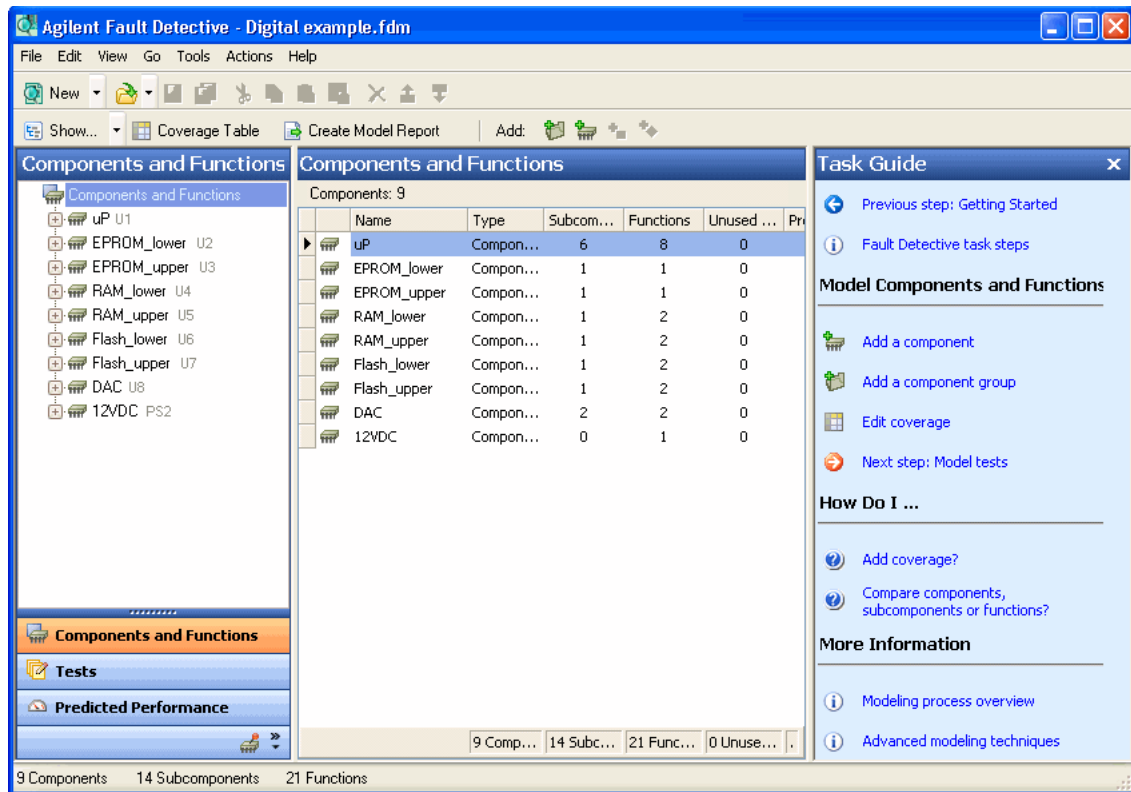 Agilent Fault Detective - Digital example.fdm
File Edit View Go Tools Actions Help
New
Show... Coverage Table Create Model Report Add:
Components and Functions
Components and Functions
uP U1
EPROM_lower U2
EPROM_upper U3
RAM_lower U4
RAM_upper U5
Flash_lower U6
Flash_upper U7
DAC U8
12VDC PS2
Components and Functions
Tests
Predicted Performance
Components and Functions
Components: 9
Name Type Subcom... Functions Unused ... Pr
uP Compon... 6 8 0
EPROM_lower Compon... 1 1 0
EPROM_upper Compon... 1 1 0
RAM_lower Compon... 1 2 0
RAM_upper Compon... 1 2 0
Flash_lower Compon... 1 2 0
Flash_upper Compon... 1 2 0
DAC Compon... 2 2 0
12VDC Compon... 0 1 0
9 Comp... 14 Subc... 21 Func... 0 Unuse... .
Task Guide
Previous step: Getting Started
Fault Detective task steps
Model Components and Functions
Add a component
Add a component group
Edit coverage
Next step: Model tests
How Do I ...
Add coverage?
Compare components,
subcomponents or functions?
More Information
Modeling process overview
Advanced modeling techniques
9 Components 14 Subcomponents 21 Functions